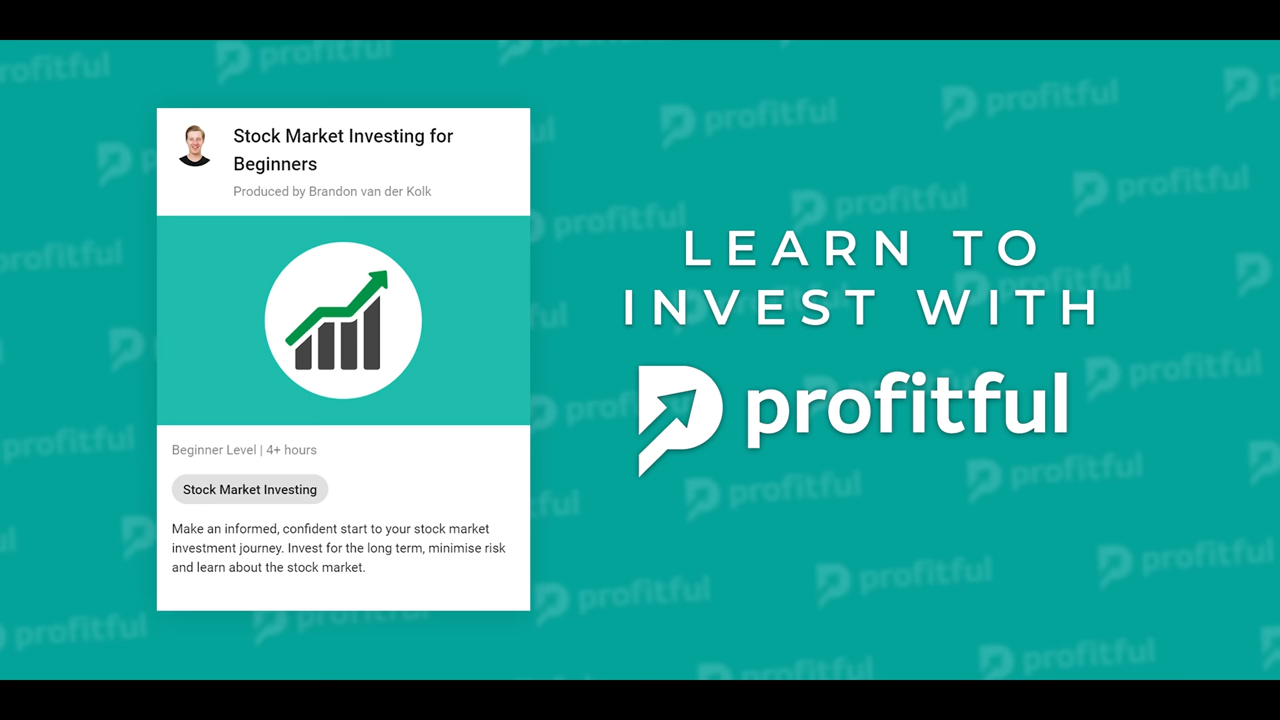 Stock Market Investing for
Beginners
Produced by Brandon van der Kolk
Beginner Level | 4+ hours
Stock Market Investing
Make an informed, confident start to your stock market
investment journey. Invest for the long term, minimise risk
and learn about the stock market.
LEARN TO
INVEST WITH
profitful